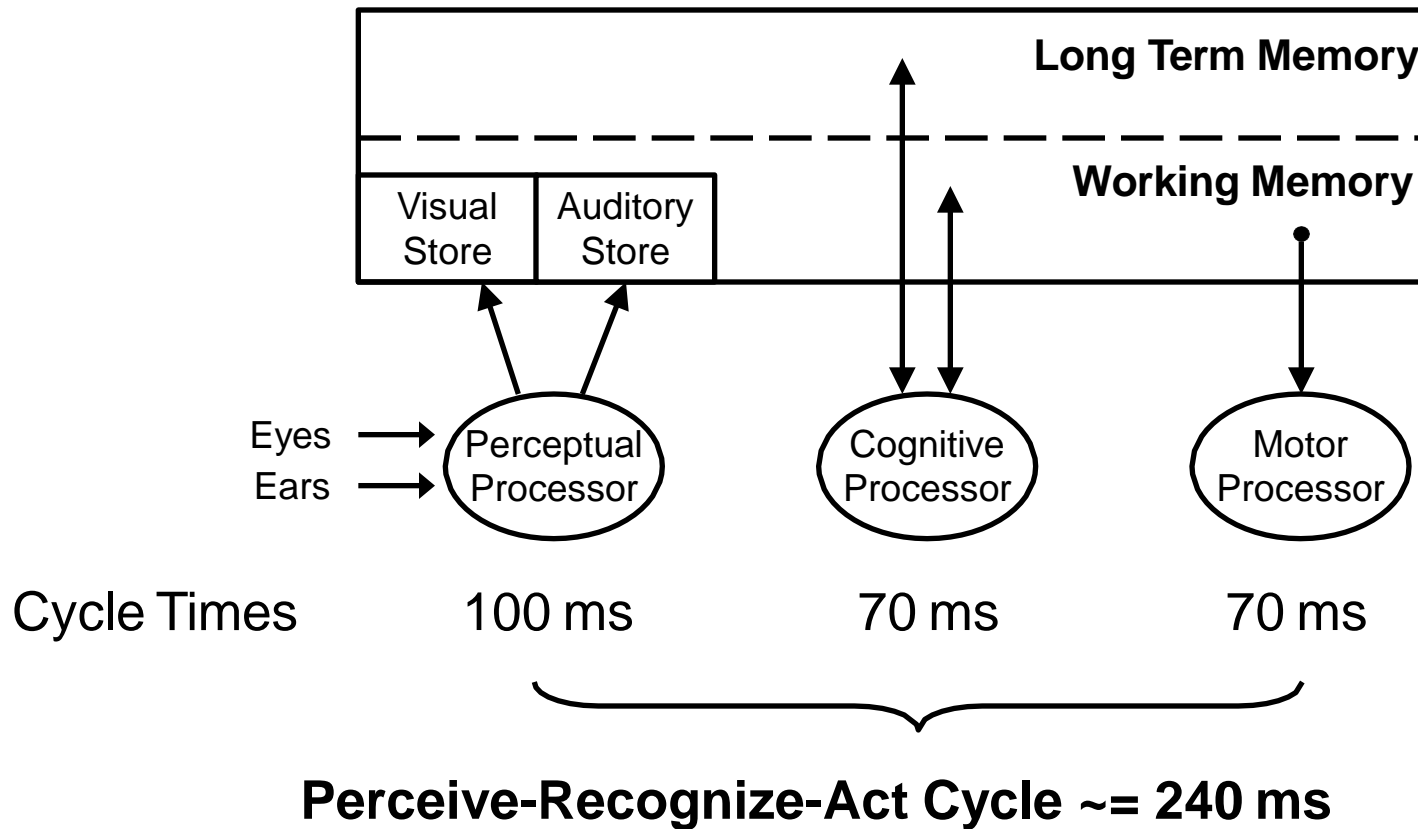 Long Term Memory
Working Memory
Visual
Store
Auditory
Store
Eyes
Ears
Perceptual
Processor
Cognitive
Processor
Motor
Processor
Cycle Times 100 ms 70 ms 70 ms
Perceive-Recognize-Act Cycle ~= 240 ms